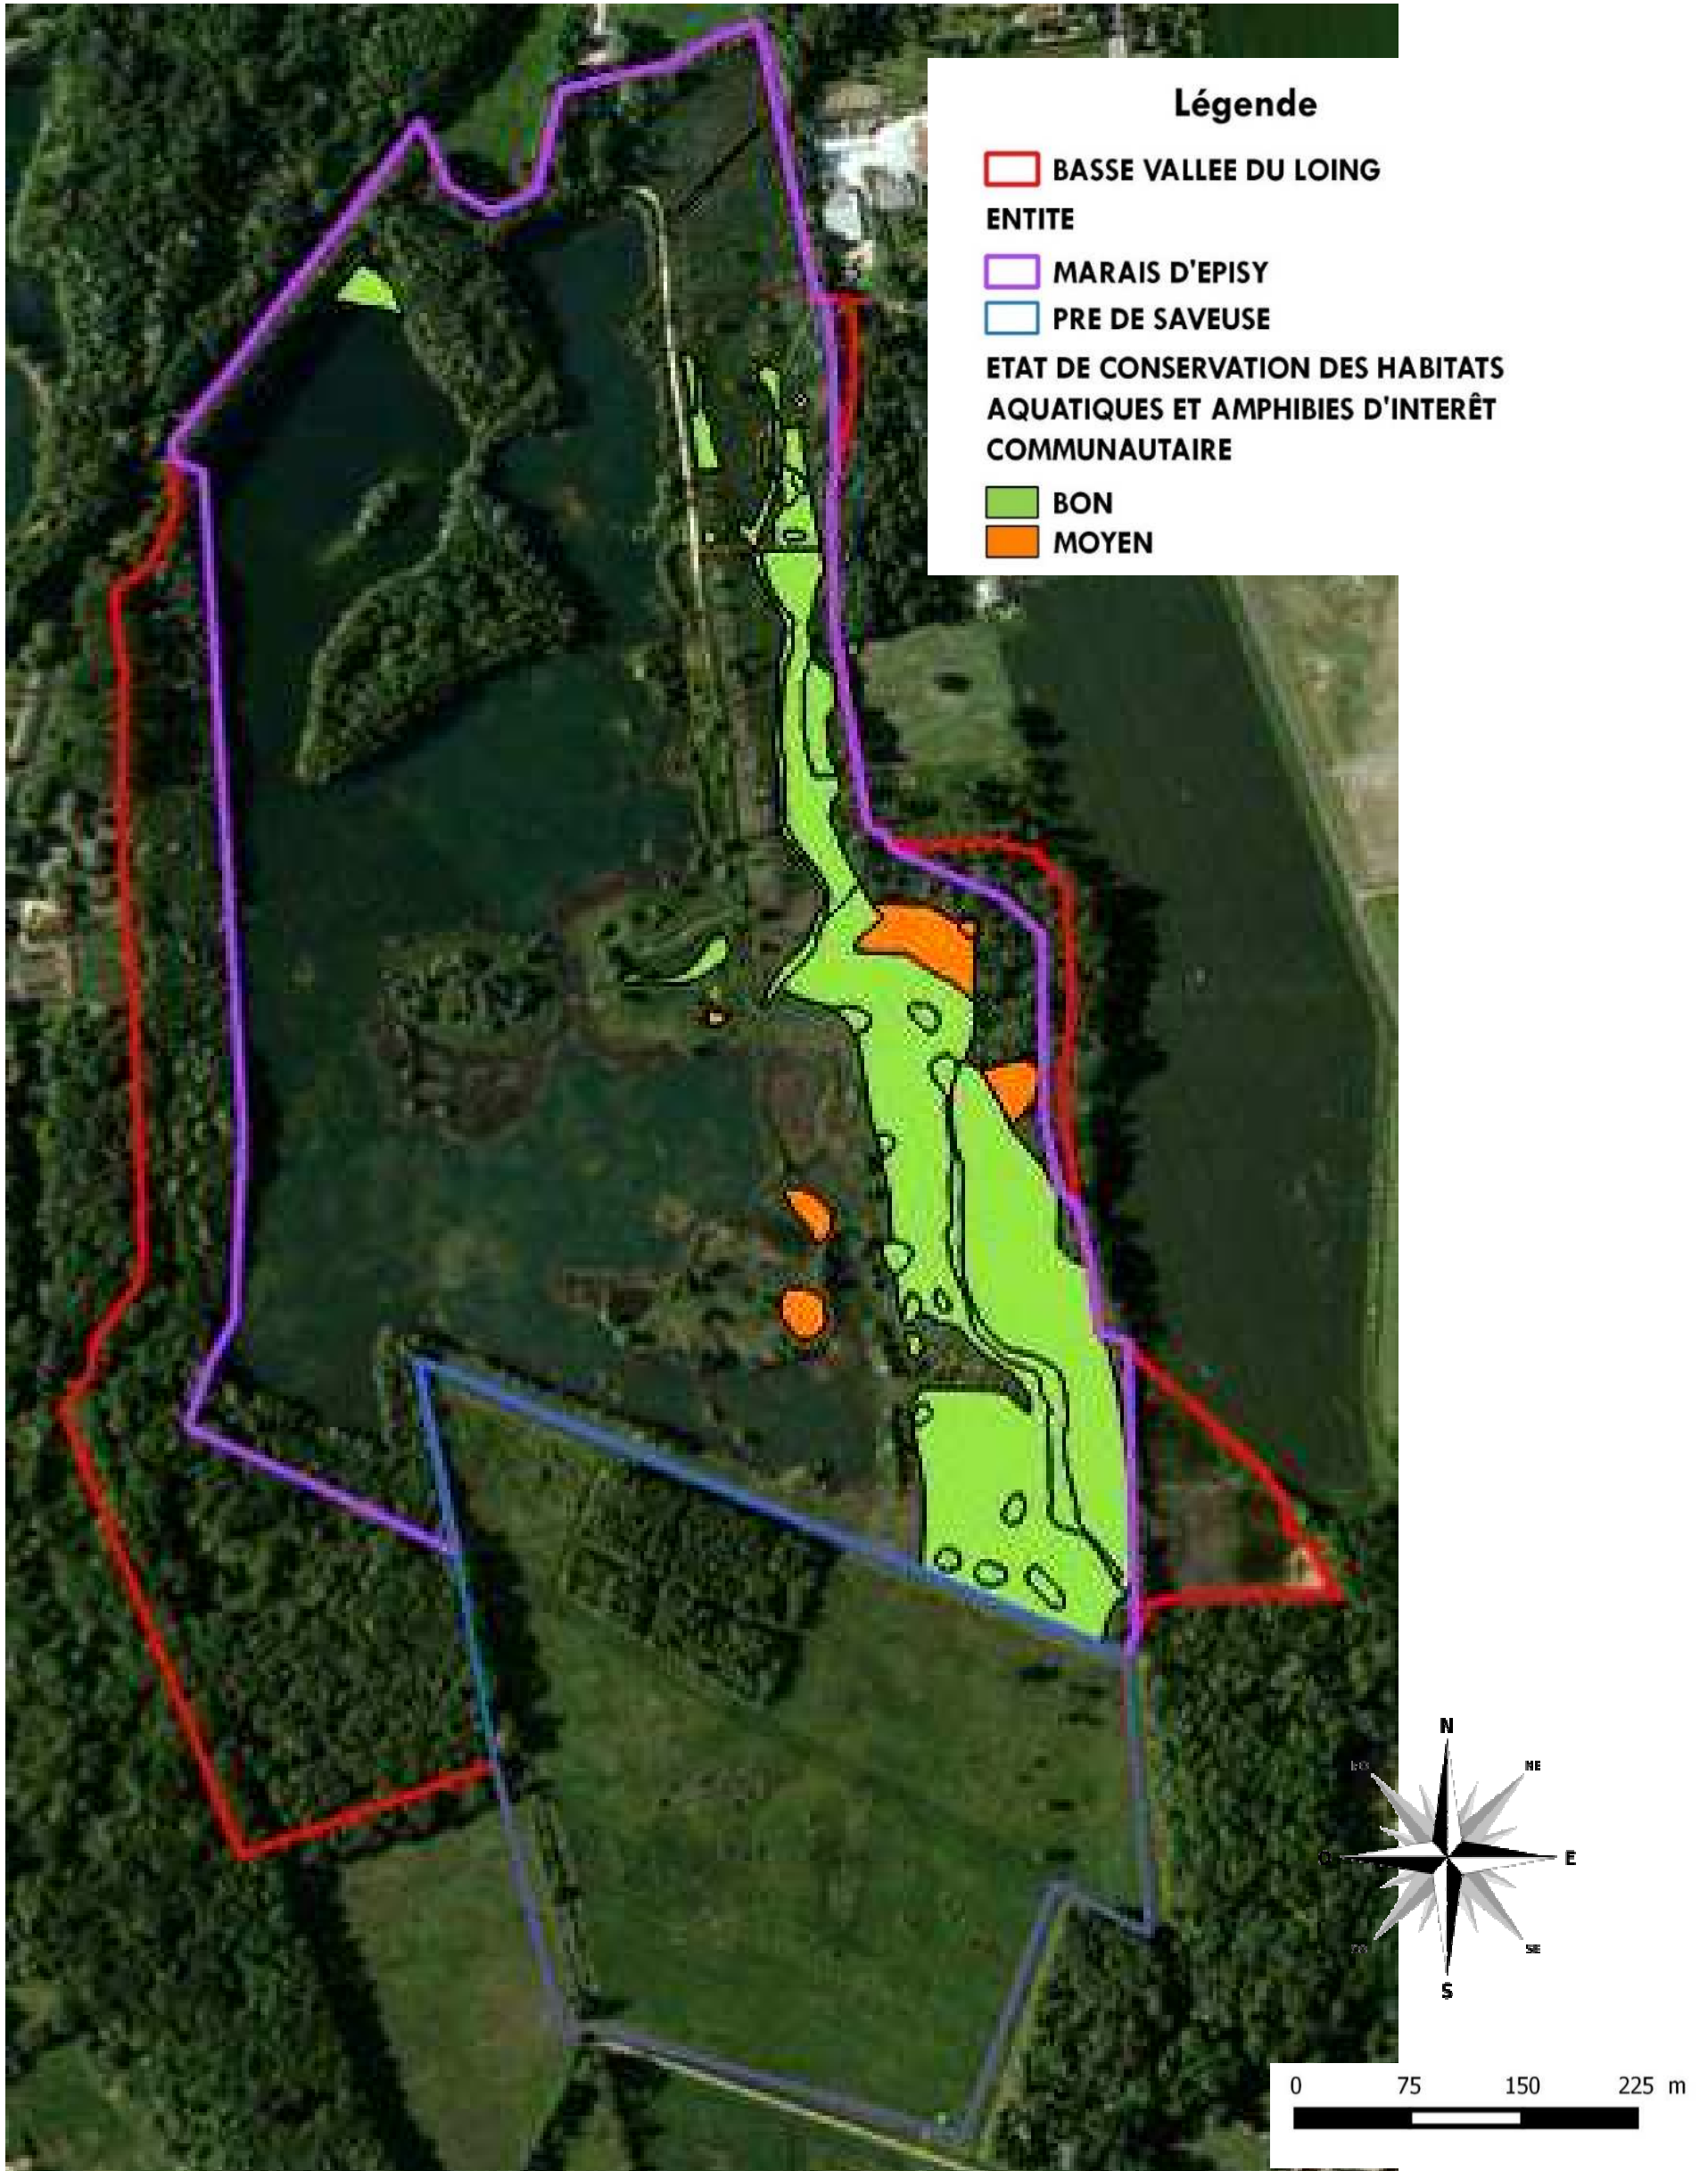 Légende
BASSE VALLEE DU LOING
ENTITE
MARAIS D'EPISY
PRE DE SAVEUSE
ETAT DE CONSERVATION DES HABITATS
AQUATIQUES ET AMPHIBIES D'INTERÊT
COMMUNAUTAIRE
BON
MOYEN
N
NE
O
E
SE
S
0 75 150 225 m